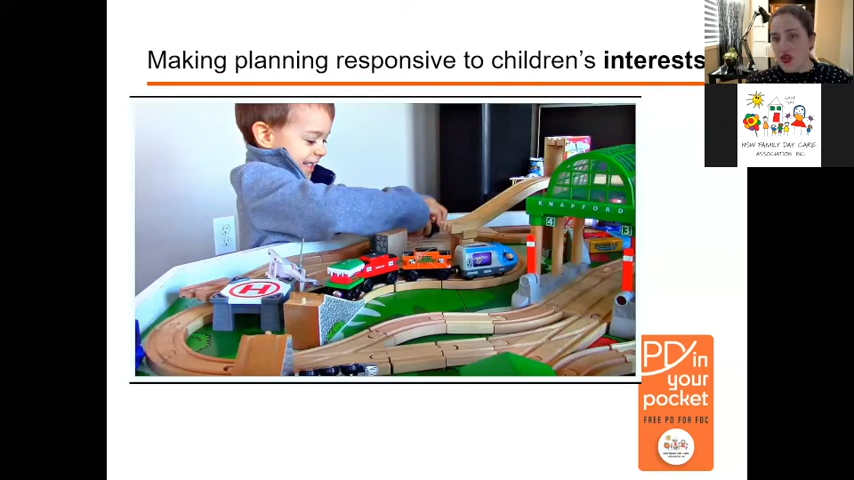 Making planning responsive to children's interests
NSW FAMILY DAY CARE
ASSOCIATION INC.
KNAPFORD
4
3
H
PD in
your
pocket
FREE PD FOR FDC